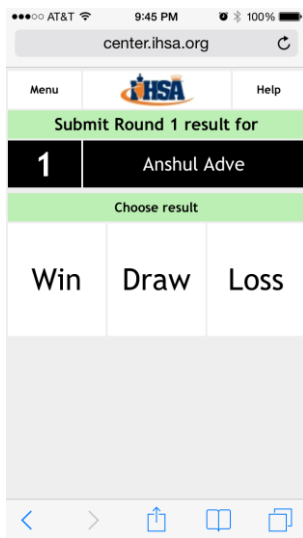 AT&T 9:45 PM 100%
center.ihsa.org
Menu IHSA Help
Submit Round 1 result for
1 Anshul Adve
Choose result
Win Draw Loss